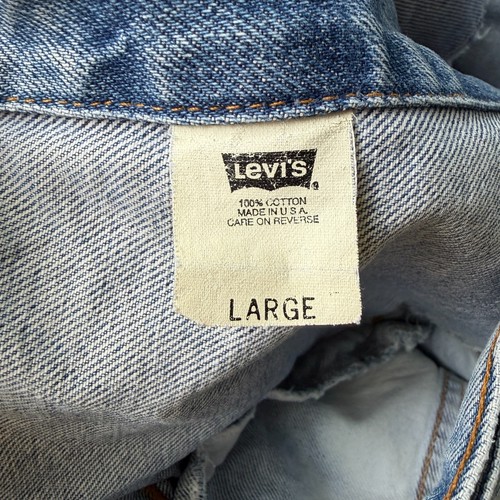 Levi's
100% COTTON
MADE IN U S A
CARE ON REVERSE
LARGE